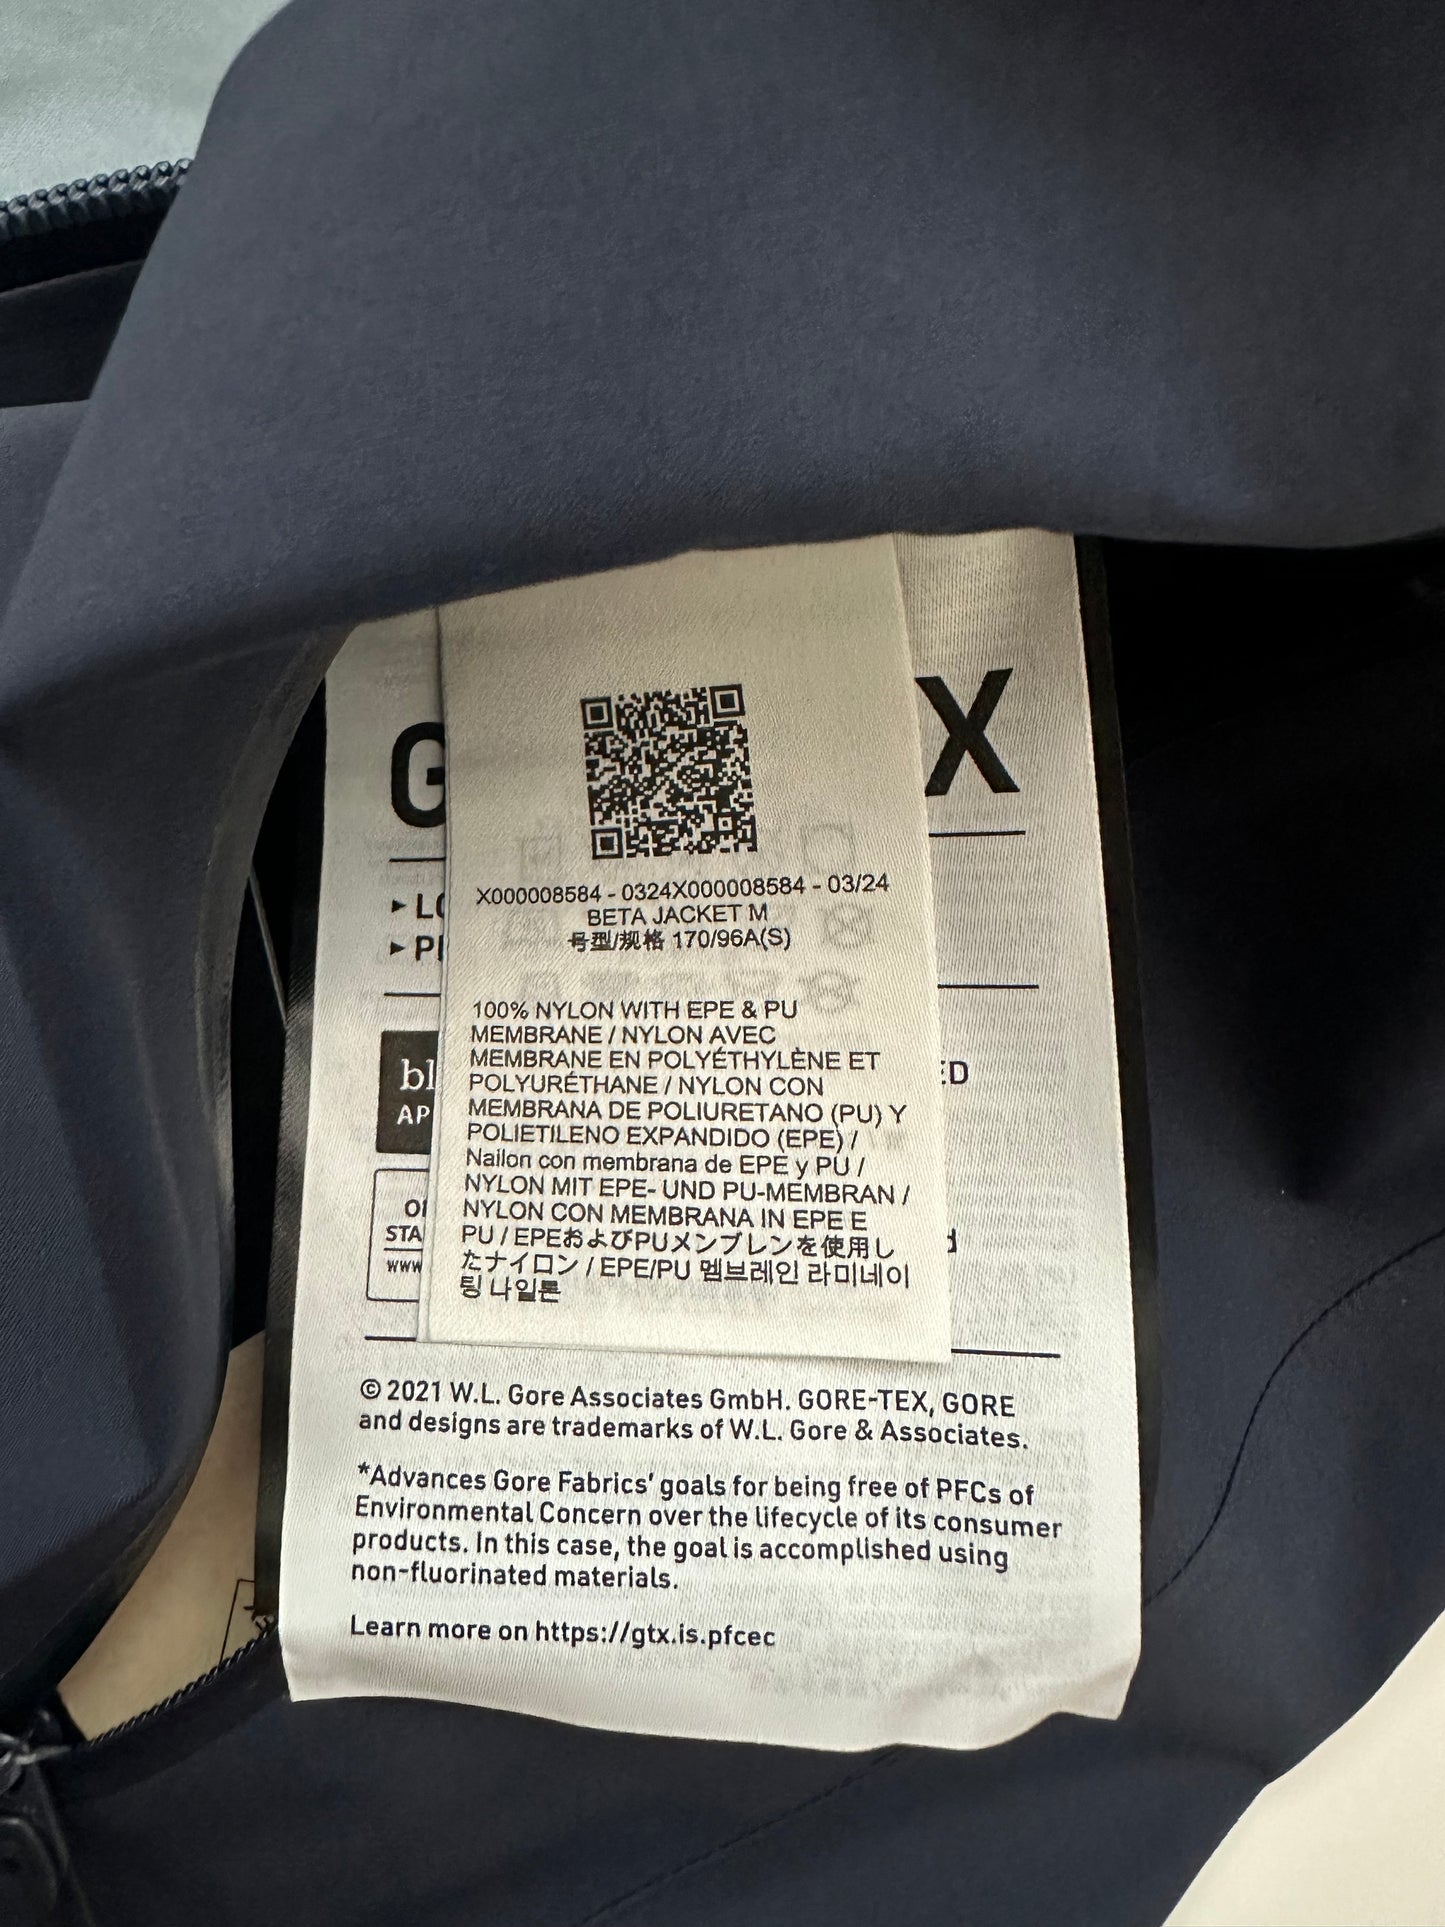 G
X
X000008584 - 0324X000008584 - 03/24
BETA JACKET M
号型/规格 170/96A(S)
100% NYLON WITH EPE & PU
MEMBRANE / NYLON AVEC
MEMBRANE EN POLYÉTHYLÈNE ET
POLYURÉTHANE / NYLON CON
MEMBRANA DE POLIURETANO (PU) Y
POLIETILENO EXPANDIDO (EPE) /
Nailon con membrana de EPE y PU /
NYLON MIT EPE- UND PU-MEMBRAN /
NYLON CON MEMBRANA IN EPE E
PU / EPEおよびPUメンブレンを使用し
たナイロン / EPE/PU 멤브레인 라미네이
팅 나일론
bl
AP
STA
www
ED
d
© 2021 W.L. Gore Associates GmbH. GORE-TEX, GORE
and designs are trademarks of W.L. Gore & Associates.
*Advances Gore Fabrics' goals for being free of PFCs of
Environmental Concern over the lifecycle of its consumer
products. In this case, the goal is accomplished using
non-fluorinated materials.
Learn more on https://gtx.is.pfcec